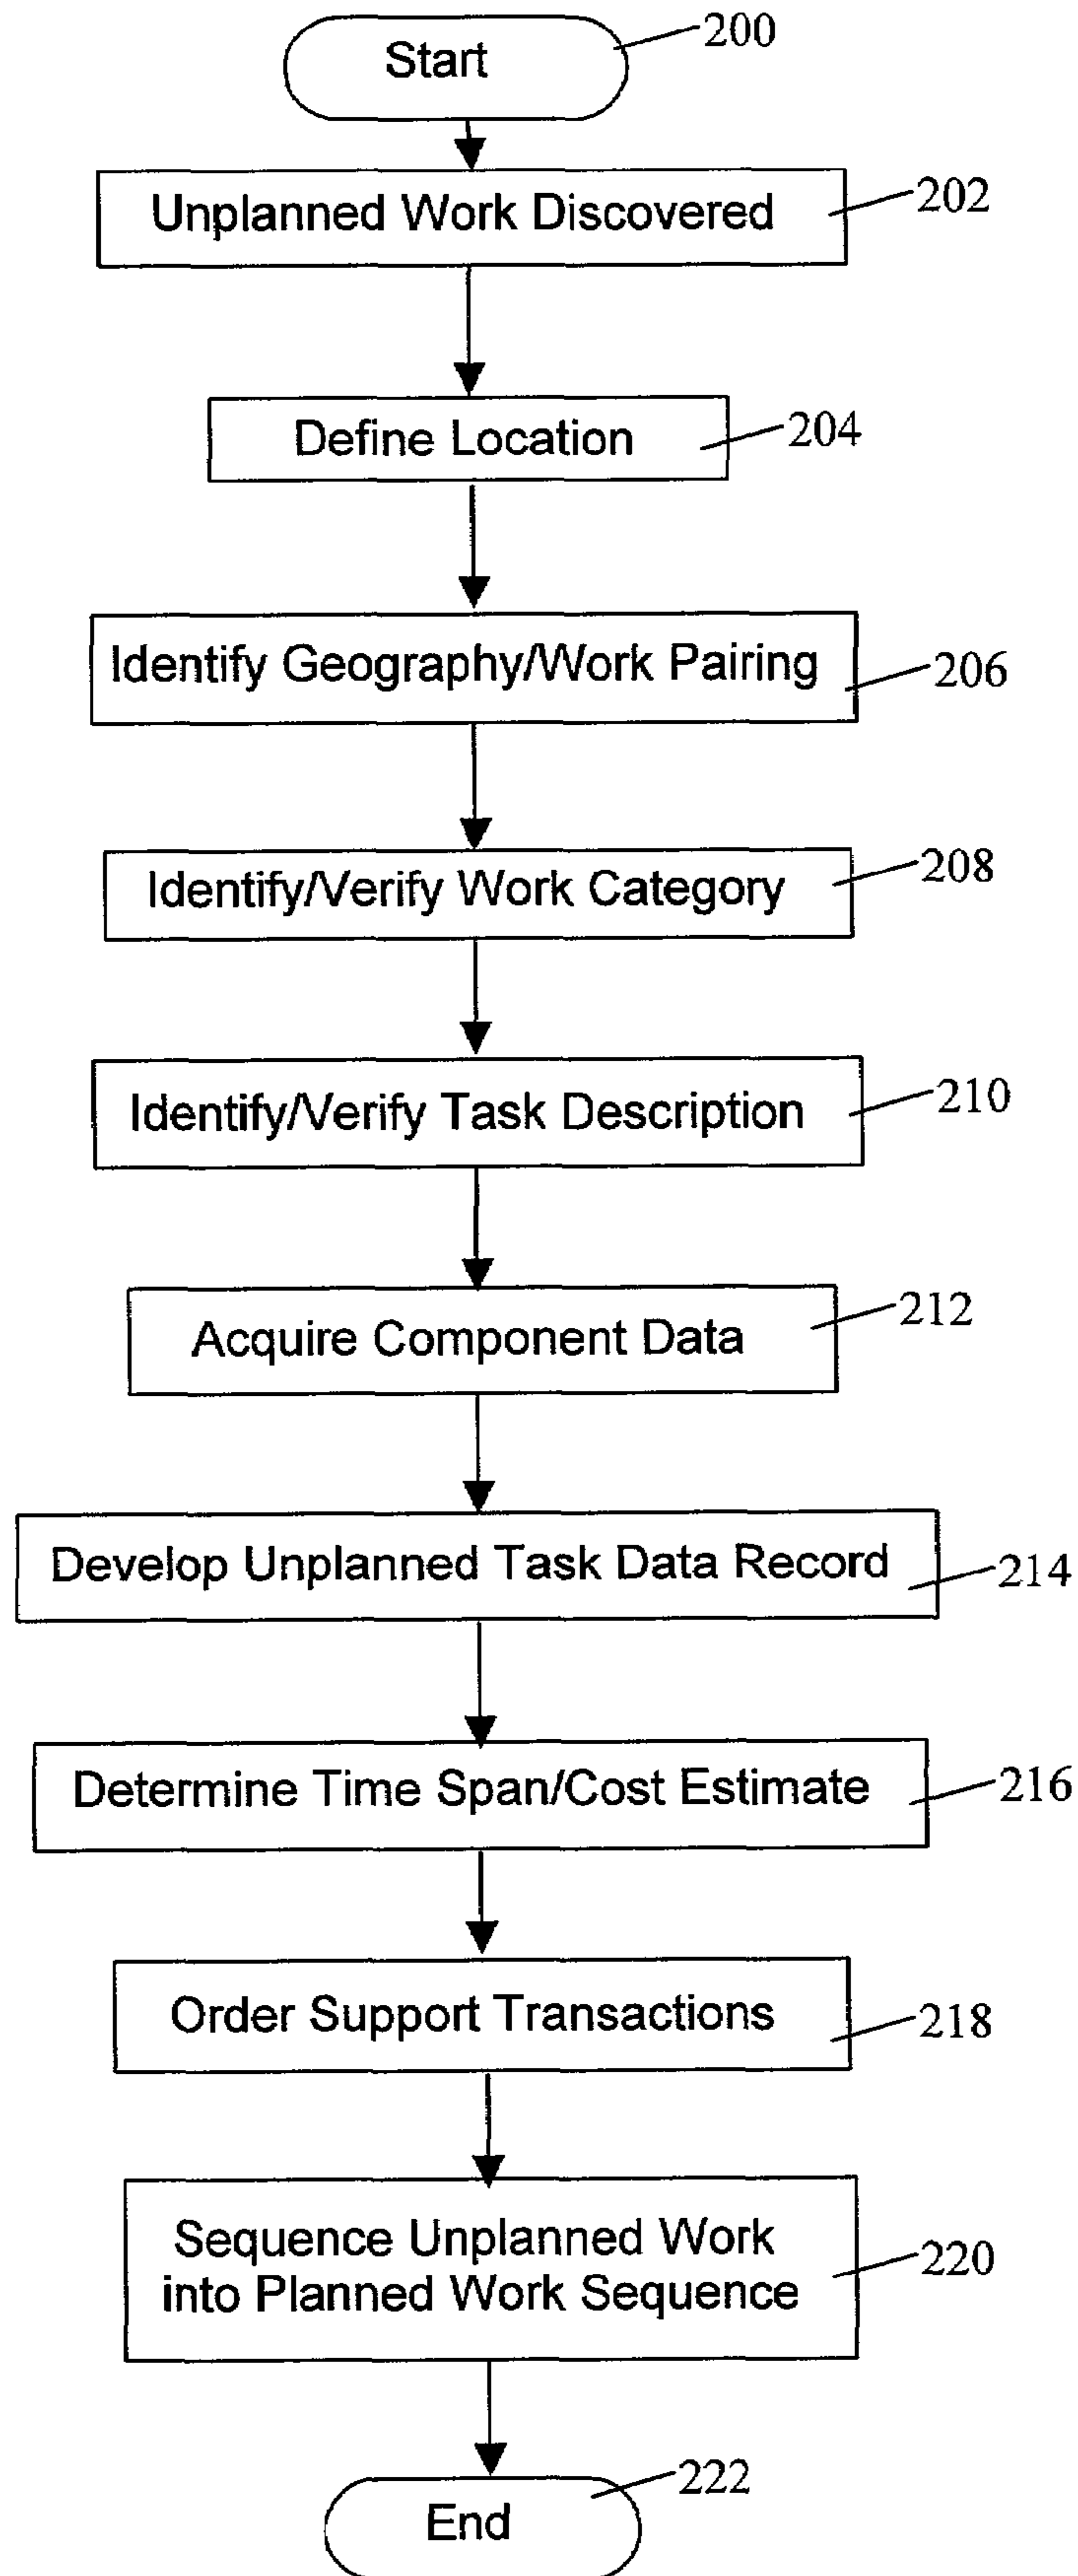 Start
200
Unplanned Work Discovered
202
Define Location
204
Identify Geography/Work Pairing
206
Identify/Verify Work Category
208
Identify/Verify Task Description
210
Acquire Component Data
212
Develop Unplanned Task Data Record
214
Determine Time Span/Cost Estimate
216
Order Support Transactions
218
Sequence Unplanned Work
into Planned Work Sequence
220
End
222